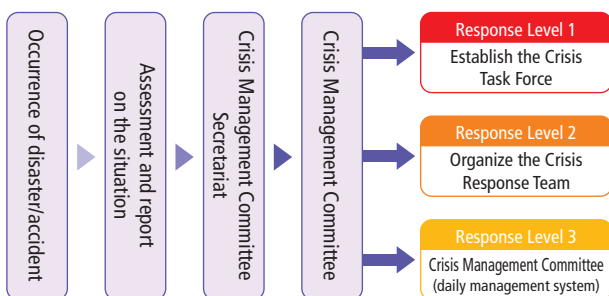 Occurrence of disaster/accident
Assessment and report
on the situation
Crisis Management Committee
Secretariat
Crisis Management Committee
Response Level 1
Establish the Crisis
Task Force
Response Level 2
Organize the Crisis
Response Team
Response Level 3
Crisis Management Committee
(daily management system)